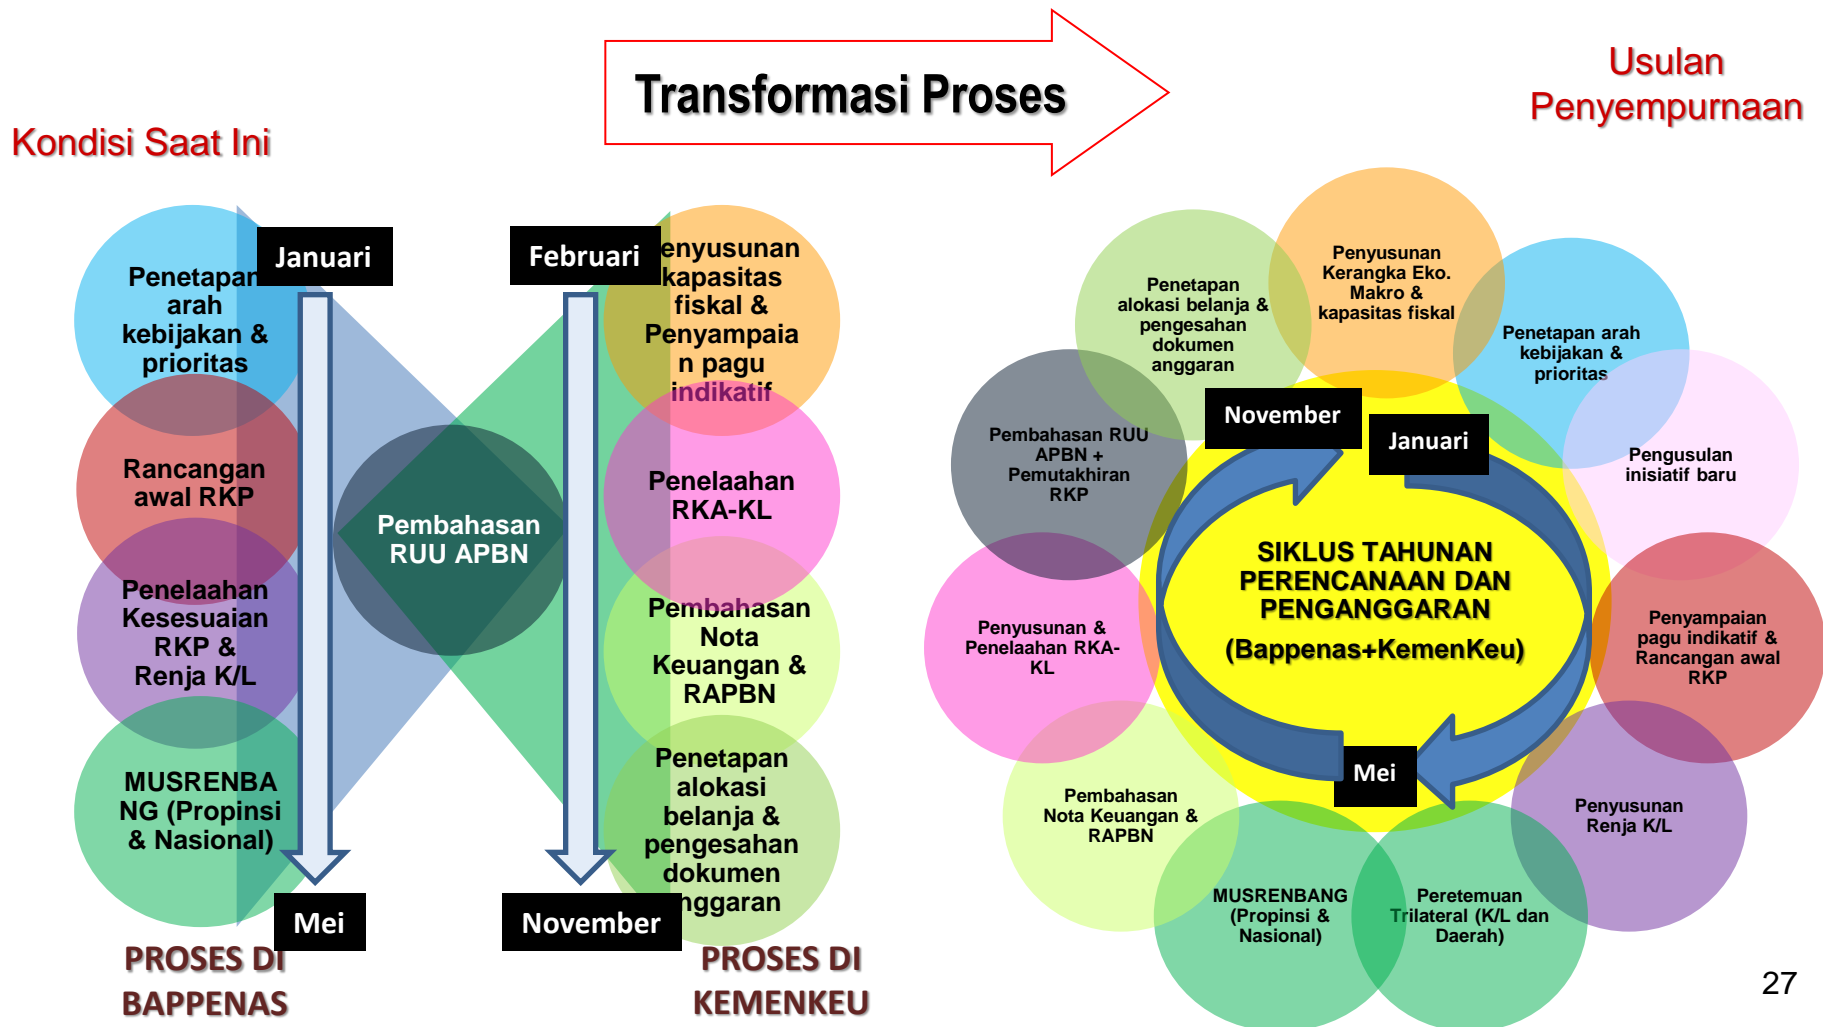 Transformasi Proses
Usulan
Penyempurnaan
Kondisi Saat Ini
Januari
Februari
Penetapan
arah
kebijakan &
prioritas
Rancangan
awal RKP
Penelaahan
Kesesuaian
RKP &
Renja K/L
MUSRENBA
NG (Propinsi
& Nasional)
Mei
PROSES DI
BAPPENAS
Pembahasan
RUU APBN
enyusunan
kapasitas
fiskal &
Penyampaia
n pagu
indikatif
Penelaahan
RKA-KL
Pembahasan
Nota
Keuangan &
RAPBN
Penetapan
alokasi
belanja &
pengesahan
dokumen
nggaran
November
PROSES DI
KEMENKEU
Penyusunan
Kerangka Eko.
Makro &
kapasitas fiskal
Penetapan arah
kebijakan &
prioritas
Pengusulan
inisiatif baru
Penyampaian
pagu indikatif &
Rancangan awal
RKP
Penyusunan
Renja K/L
Peretemuan
Trilateral (K/L dan
Daerah)
MUSRENBANG
(Propinsi &
Nasional)
Pembahasan
Nota Keuangan &
RAPBN
Penyusunan &
Penelaahan RKA-
KL
Pembahasan RUU
APBN +
Pemutakhiran
RKP
Penetapan
alokasi belanja &
pengesahan
dokumen
anggaran
November
Januari
SIKLUS TAHUNAN
PERENCANAAN DAN
PENGANGGARAN
(Bappenas+KemenKeu)
Mei
27